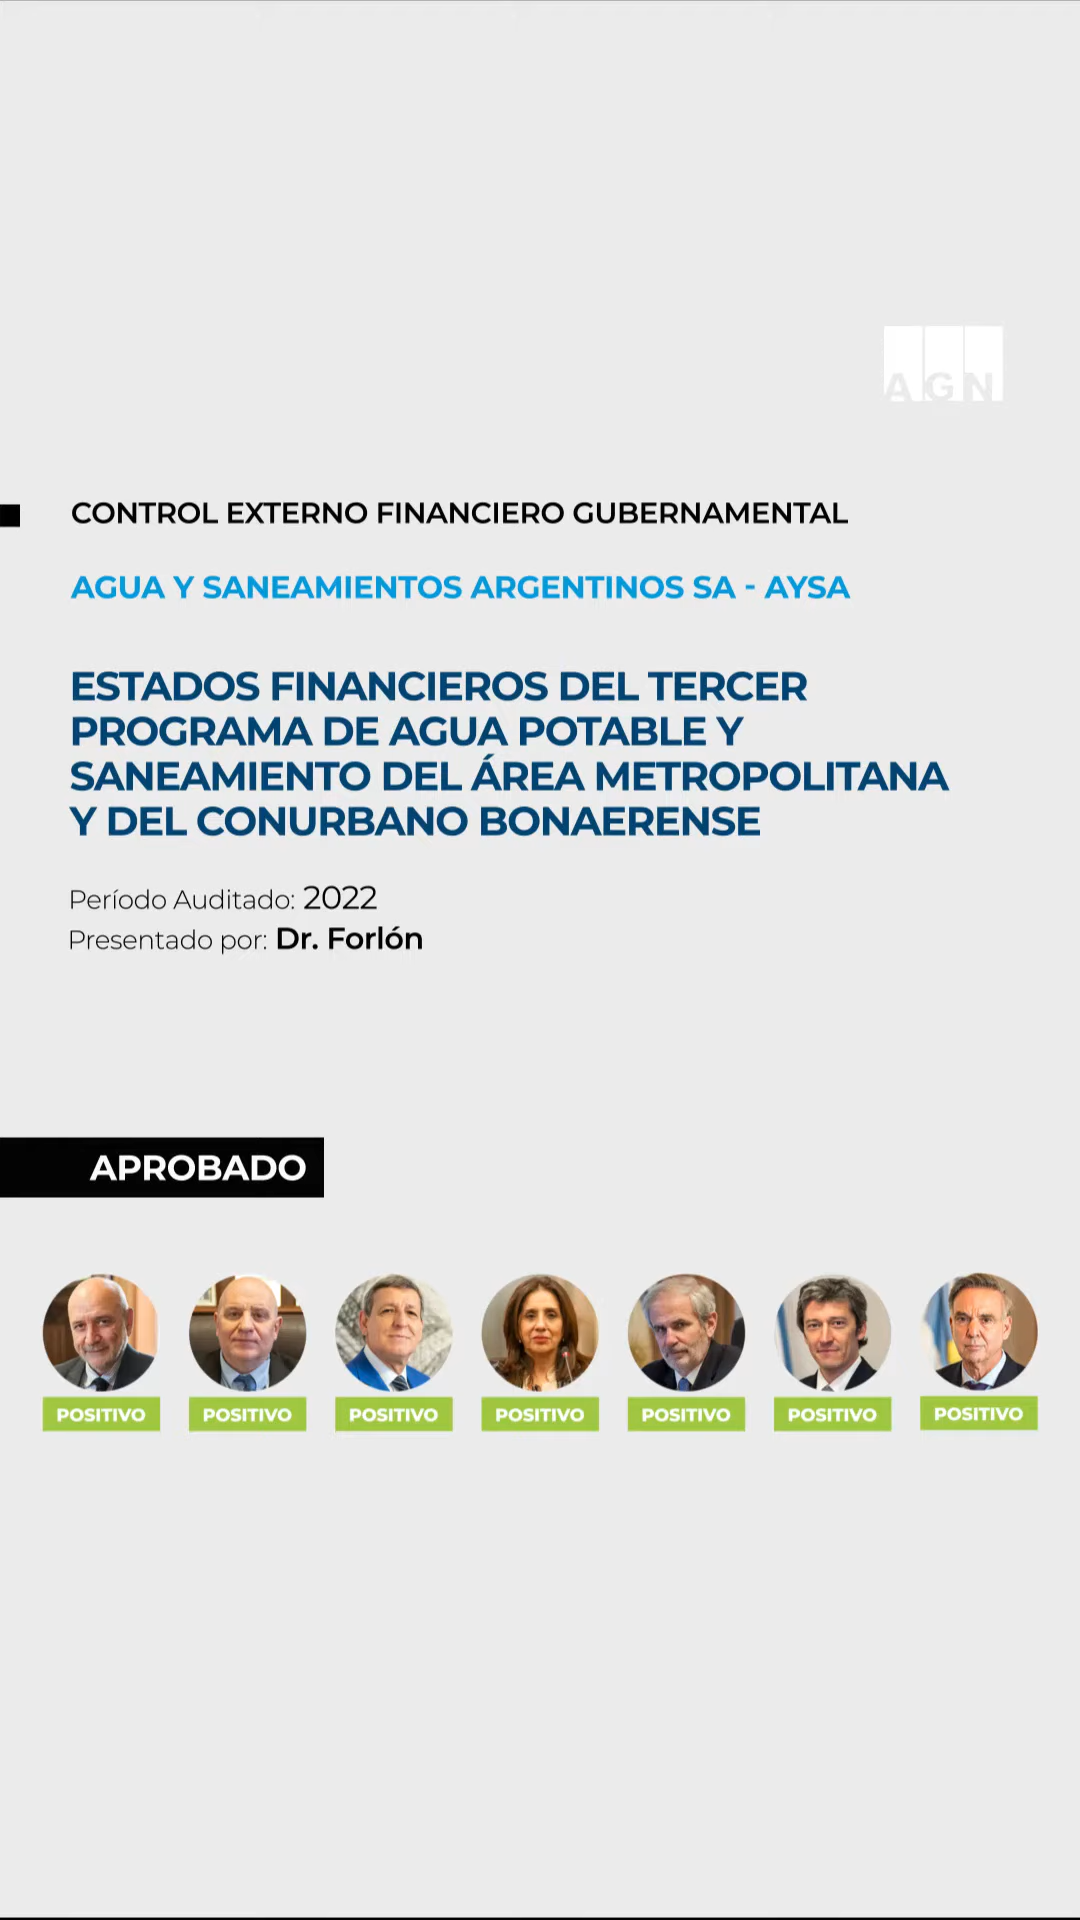 AGN
CONTROL EXTERNO FINANCIERO GUBERNAMENTAL
AGUA Y SANEAMIENTOS ARGENTINOS SA - AYSA
ESTADOS FINANCIEROS DEL TERCER
PROGRAMA DE AGUA POTABLE Y
SANEAMIENTO DEL ÁREA METROPOLITANA
Y DEL CONURBANO BONAERENSE
Período Auditado: 2022
Presentado por: Dr. Forlón
APROBADO
POSITIVO POSITIVO POSITIVO POSITIVO POSITIVO POSITIVO POSITIVO